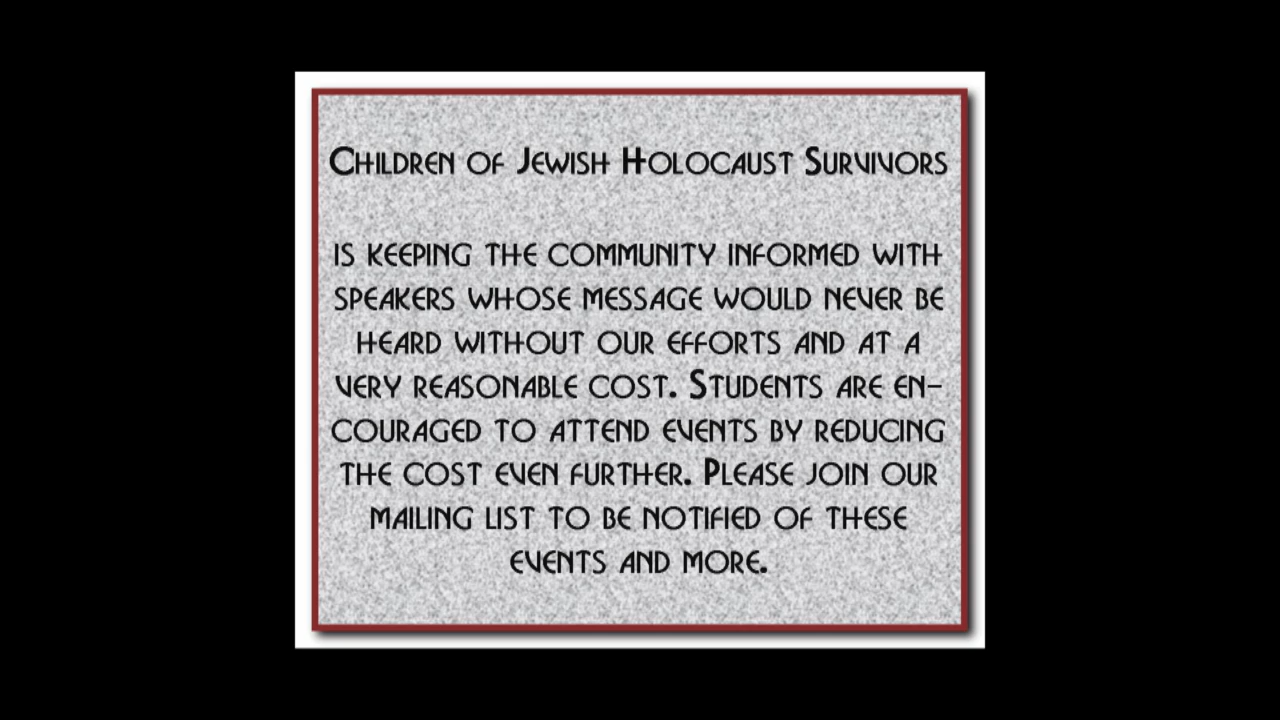 Children of Jewish Holocaust Survivors
is keeping the community informed with
speakers whose message would never be
heard without our efforts and at a
very reasonable cost. Students are en-
couraged to attend events by reducing
the cost even further. Please join our
mailing list to be notified of these
events and more.